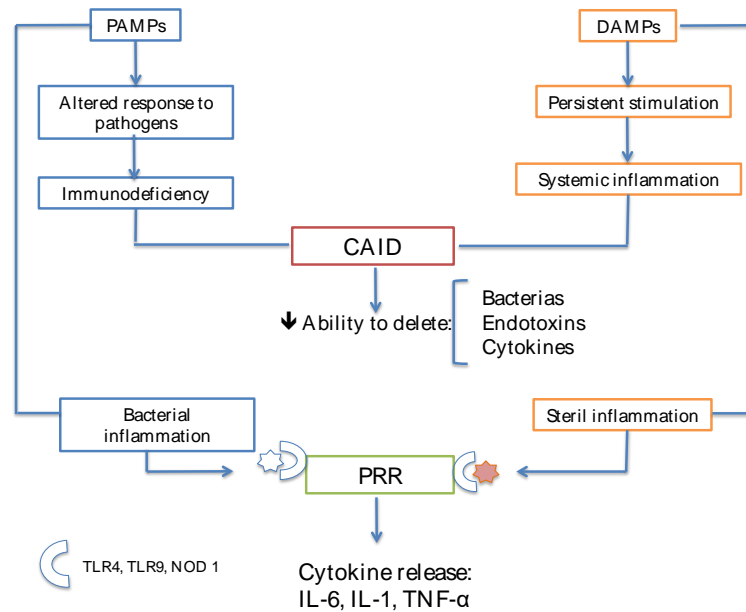 PAMPs
DAMPs
Altered response to
pathogens
Persistent stimulation
Immunodeficiency
Systemic inflammation
CAID
🡫 Ability to delete:
Bacterias
Endotoxins
Cytokines
Bacterial
inflammation
Steril inflammation
PRR
TLR4, TLR9, NOD 1
Cytokine release:
IL-6, IL-1, TNF-α